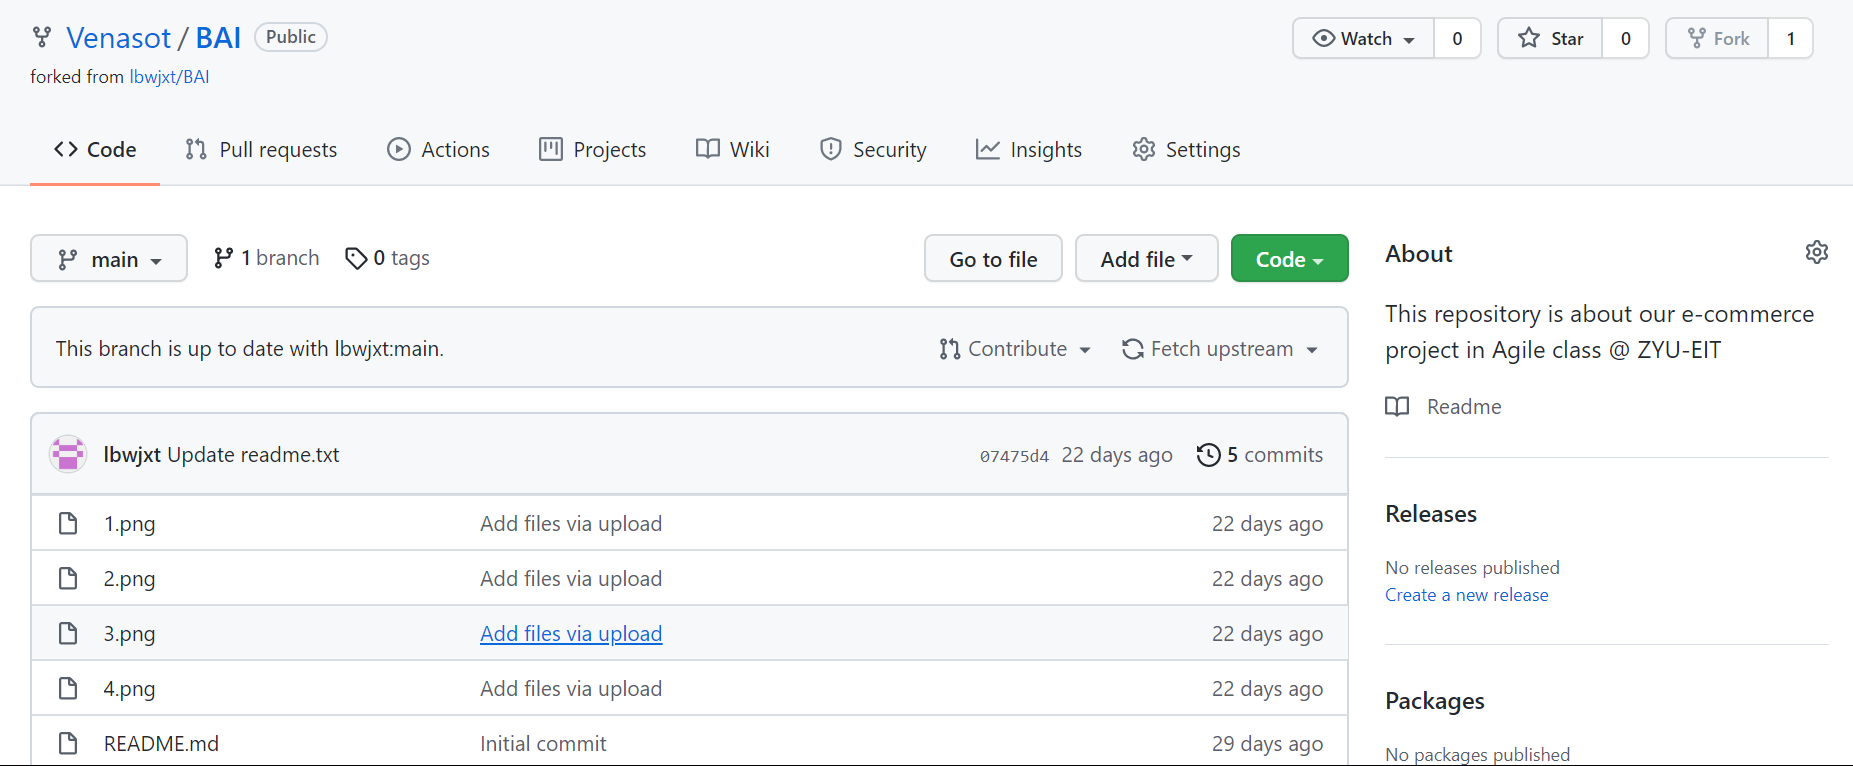 Venasot / BAI Public
Watch 0 Star 0 Fork 1
forked from lbwjxt/BAI
Code Pull requests Actions Projects Wiki Security Insights Settings
main 1 branch 0 tags Go to file Add file Code
This branch is up to date with lbwjxt:main. Contribute Fetch upstream
lbwjxt Update readme.txt 07475d4 22 days ago 5 commits
1.png Add files via upload 22 days ago
2.png Add files via upload 22 days ago
3.png Add files via upload 22 days ago
4.png Add files via upload 22 days ago
README.md Initial commit 29 days ago
About
This repository is about our e-commerce
project in Agile class @ ZYU-EIT
Readme
Releases
No releases published
Create a new release
Packages
No packages published